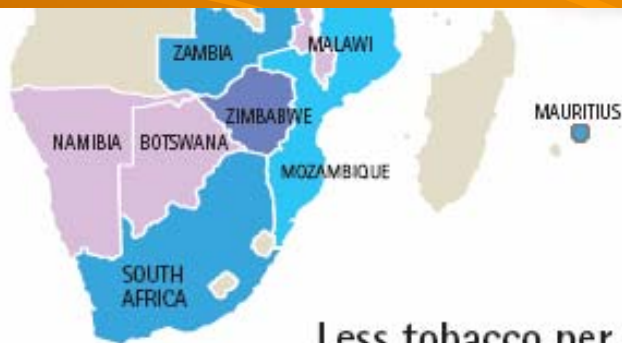 ZAMBIA
MALAWI
ZIMBABWE
MAURITIUS
NAMIBIA
BOTSWANA
MOZAMBIQUE
SOUTH
AFRICA
Less tobacco per